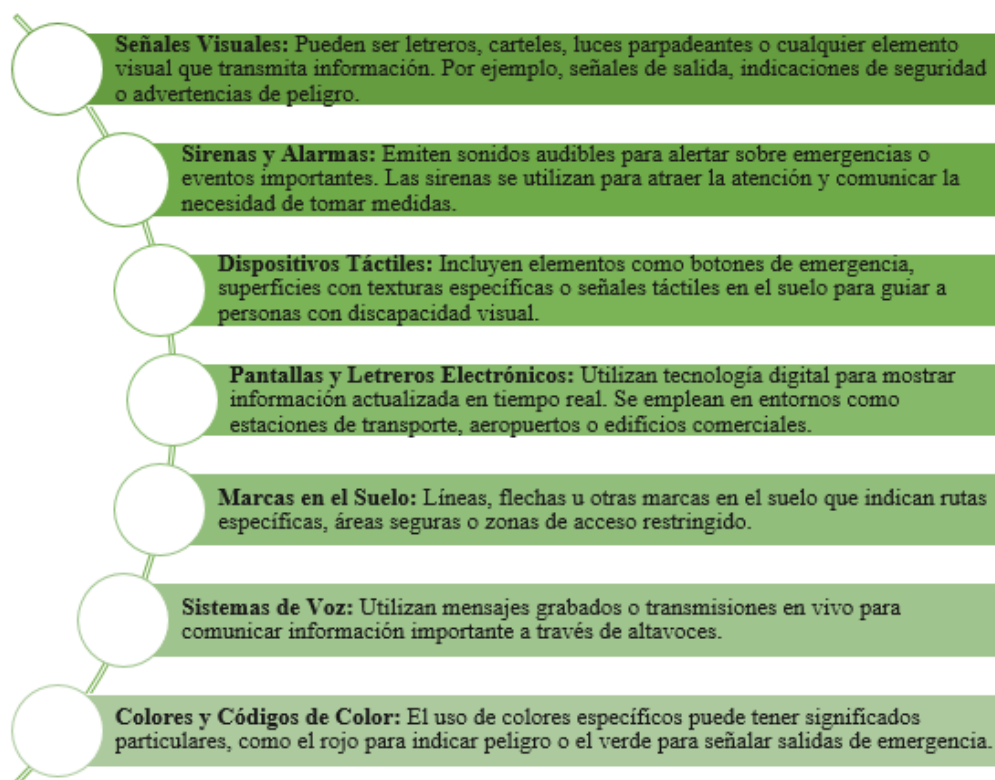 Señales Visuales: Pueden ser letreros, carteles, luces parpadeantes o cualquier elemento
visual que transmita información. Por ejemplo, señales de salida, indicaciones de seguridad
o advertencias de peligro.
Sirenas y Alarmas: Emiten sonidos audibles para alertar sobre emergencias o
eventos importantes. Las sirenas se utilizan para atraer la atención y comunicar la
necesidad de tomar medidas.
Dispositivos Táctiles: Incluyen elementos como botones de emergencia,
superfícies con texturas específicas o señales táctiles en el suelo para guiar a
personas con discapacidad visual.
Pantallas y Letreros Electrónicos: Utilizan tecnología digital para mostrar
información actualizada en tiempo real. Se emplean en entornos como
estaciones de transporte, aeropuertos o edificios comerciales.
Marcas en el Suelo: Líneas, flechas u otras marcas en el suelo que indican rutas
específicas, áreas seguras o zonas de acceso restringido.
Sistemas de Voz: Utilizan mensajes grabados o transmisiones en vivo para
comunicar información importante a través de altavoces.
Colores y Códigos de Color: El uso de colores específicos puede tener significados
particulares, como el rojo para indicar peligro o el verde para señalar salidas de emergencia.